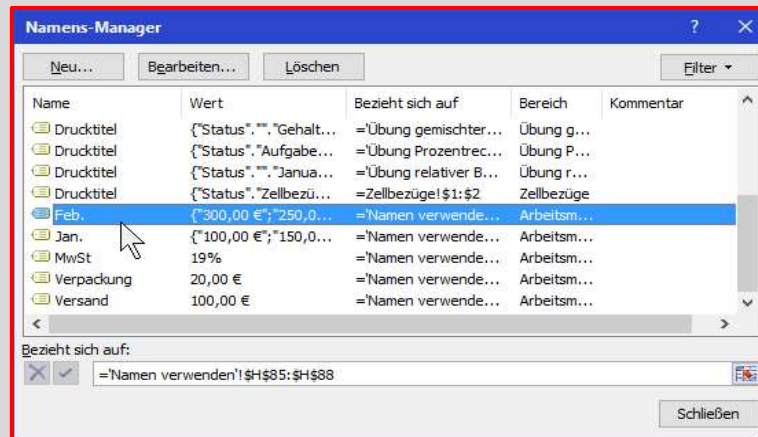 Namens-Manager
Neu... Bearbeiten... Löschen Filter
Name Wert Bezieht sich auf Bereich Kommentar
Drucktitel {"Status"."". "Gehalt... ='Übung gemischter... Übung g...
Drucktitel {"Status"."Aufgabe... ='Übung Prozentrec... Übung P...
Drucktitel {"Status"."". "Janua... ='Übung relativer B... Übung r...
Drucktitel {"Status"."Zellbezü... =Zellbezüge!$1:$2 Zellbezüge
Feb. {"300,00 €";"250,0... ='Namen verwende... Arbeitsm...
Jan. {"100,00 €";"150,0... ='Namen verwende... Arbeitsm...
MwSt 19% ='Namen verwende... Arbeitsm...
Verpackung 20,00 € ='Namen verwende... Arbeitsm...
Versand 100,00 € ='Namen verwende... Arbeitsm...
Bezieht sich auf:
='Namen verwenden'!$H$85:$H$88
Schließen